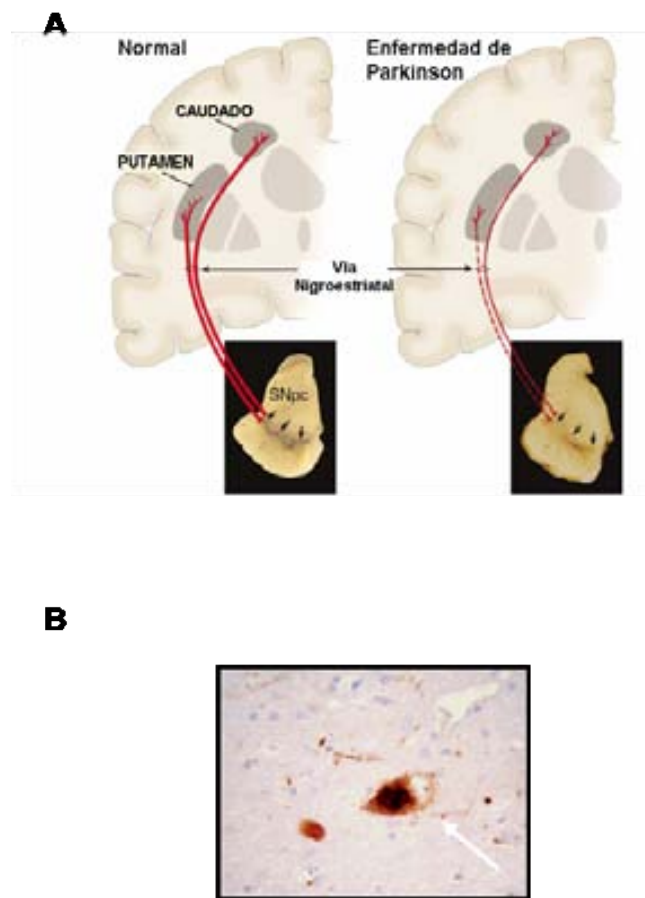 A
Normal
Enfermedad de
Parkinson
CAUDADO
PUTAMEN
Vía
Nigroestriatal
SNpc
B